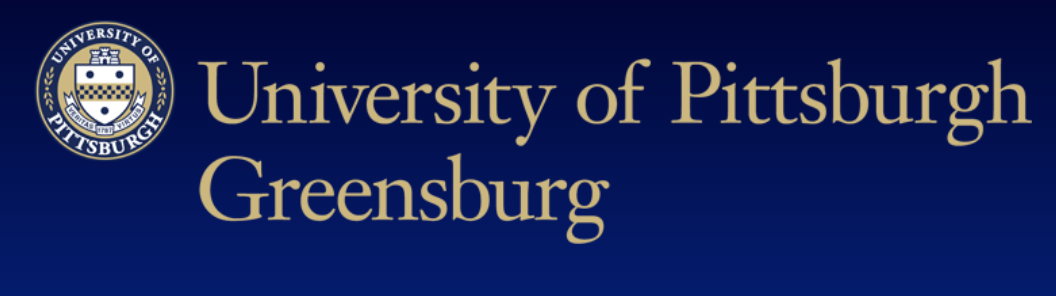 UNIVERSITY OF
PITTSBURGH
VERITAS 1787 VIRTUS
University of Pittsburgh
Greensburg